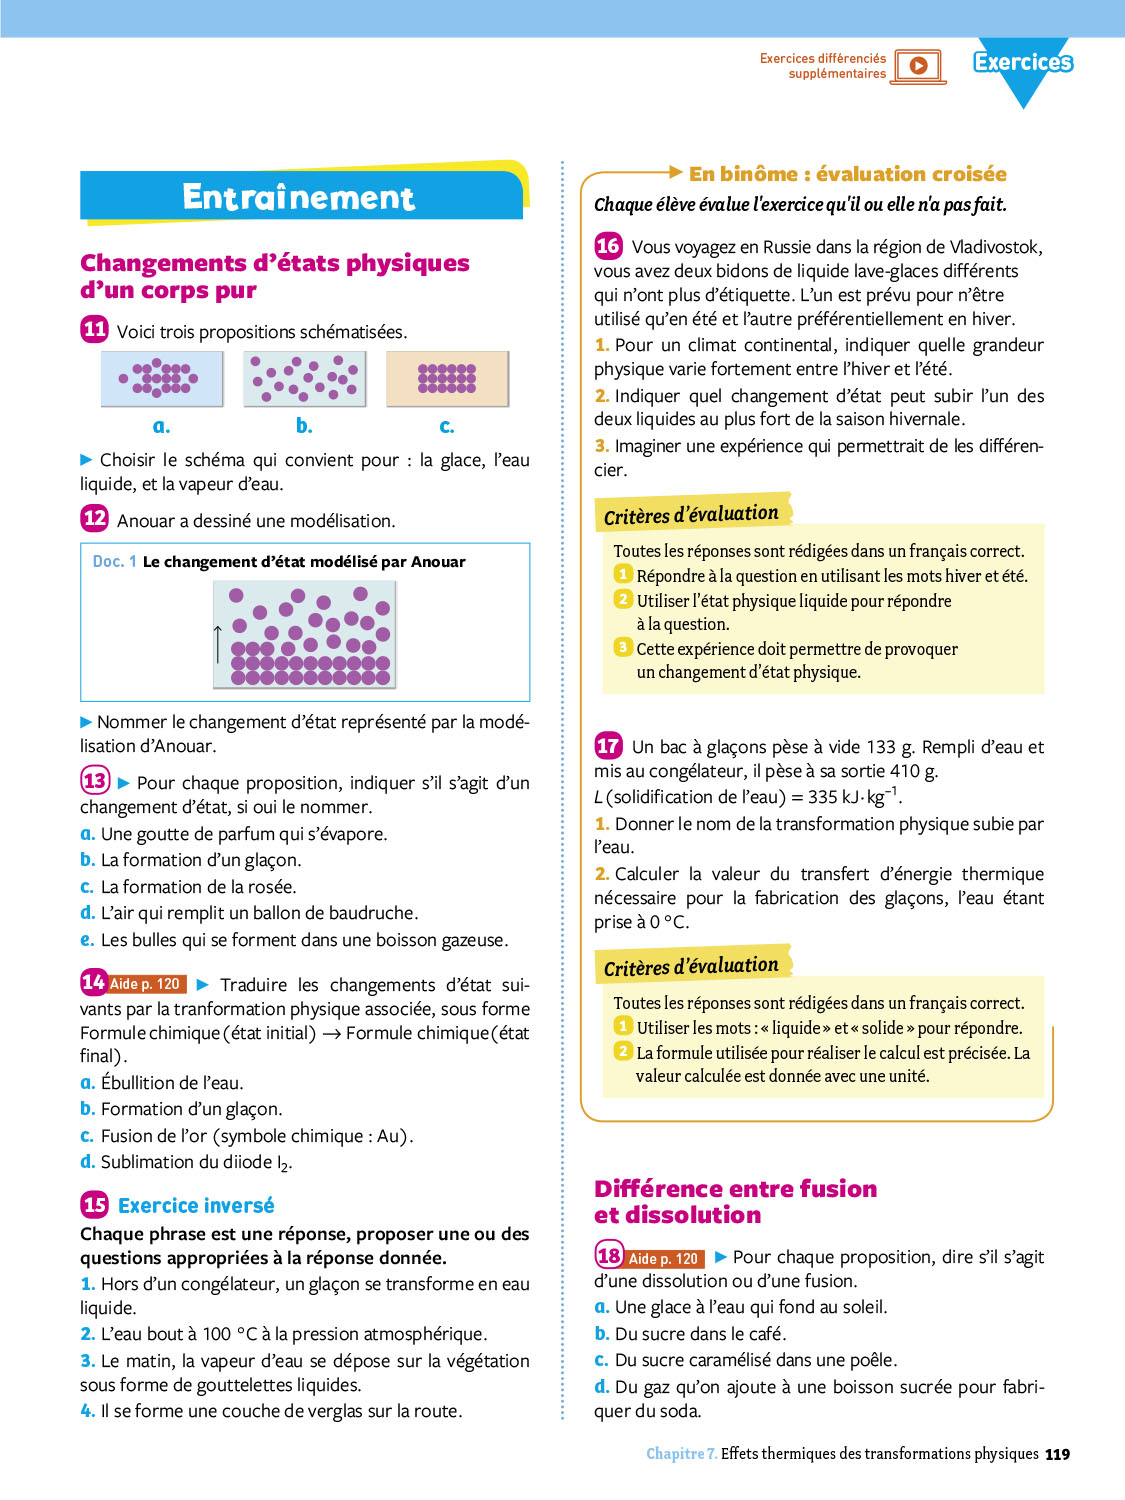 Exercices différenciés
supplémentaires
Exercices
Entraînement
Changements d’états physiques
d’un corps pur
11 Voici trois propositions schématisées.
a. b. c.
► Choisir le schéma qui convient pour : la glace, l’eau
liquide, et la vapeur d’eau.
12 Anouar a dessiné une modélisation.
Doc. 1 Le changement d’état modélisé par Anouar
► Nommer le changement d’état représenté par la modé-
lisation d’Anouar.
13 ► Pour chaque proposition, indiquer s’il s’agit d’un
changement d’état, si oui le nommer.
a. Une goutte de parfum qui s’évapore.
b. La formation d’un glaçon.
c. La formation de la rosée.
d. L’air qui remplit un ballon de baudruche.
e. Les bulles qui se forment dans une boisson gazeuse.
14 Aide p. 120 ► Traduire les changements d’état sui-
vants par la tranformation physique associée, sous forme
Formule chimique (état initial) → Formule chimique (état
final).
a. Ébullition de l’eau.
b. Formation d’un glaçon.
c. Fusion de l’or (symbole chimique : Au).
d. Sublimation du diiode I₂.
15 Exercice inversé
Chaque phrase est une réponse, proposer une ou des
questions appropriées à la réponse donnée.
1. Hors d’un congélateur, un glaçon se transforme en eau
liquide.
2. L’eau bout à 100 °C à la pression atmosphérique.
3. Le matin, la vapeur d’eau se dépose sur la végétation
sous forme de gouttelettes liquides.
4. Il se forme une couche de verglas sur la route.
En binôme : évaluation croisée
Chaque élève évalue l'exercice qu'il ou elle n'a pas fait.
16 Vous voyagez en Russie dans la région de Vladivostok,
vous avez deux bidons de liquide lave-glaces différents
qui n’ont plus d’étiquette. L’un est prévu pour n’être
utilisé qu’en été et l’autre préférentiellement en hiver.
1. Pour un climat continental, indiquer quelle grandeur
physique varie fortement entre l’hiver et l’été.
2. Indiquer quel changement d’état peut subir l’un des
deux liquides au plus fort de la saison hivernale.
3. Imaginer une expérience qui permettrait de les différen-
cier.
Critères d’évaluation
Toutes les réponses sont rédigées dans un français correct.
1 Répondre à la question en utilisant les mots hiver et été.
2 Utiliser l’état physique liquide pour répondre
à la question.
3 Cette expérience doit permettre de provoquer
un changement d’état physique.
17 Un bac à glaçons pèse à vide 133 g. Rempli d’eau et
mis au congélateur, il pèse à sa sortie 410 g.
L (solidification de l’eau) = 335 kJ·kg⁻¹.
1. Donner le nom de la transformation physique subie par
l’eau.
2. Calculer la valeur du transfert d’énergie thermique
nécessaire pour la fabrication des glaçons, l’eau étant
prise à 0 °C.
Critères d’évaluation
Toutes les réponses sont rédigées dans un français correct.
1 Utiliser les mots : « liquide » et « solide » pour répondre.
2 La formule utilisée pour réaliser le calcul est précisée. La
valeur calculée est donnée avec une unité.
Différence entre fusion
et dissolution
18 Aide p. 120 ► Pour chaque proposition, dire s’il s’agit
d’une dissolution ou d’une fusion.
a. Une glace à l’eau qui fond au soleil.
b. Du sucre dans le café.
c. Du sucre caramélisé dans une poêle.
d. Du gaz qu’on ajoute à une boisson sucrée pour fabri-
quer du soda.
Chapitre 7. Effets thermiques des transformations physiques 119